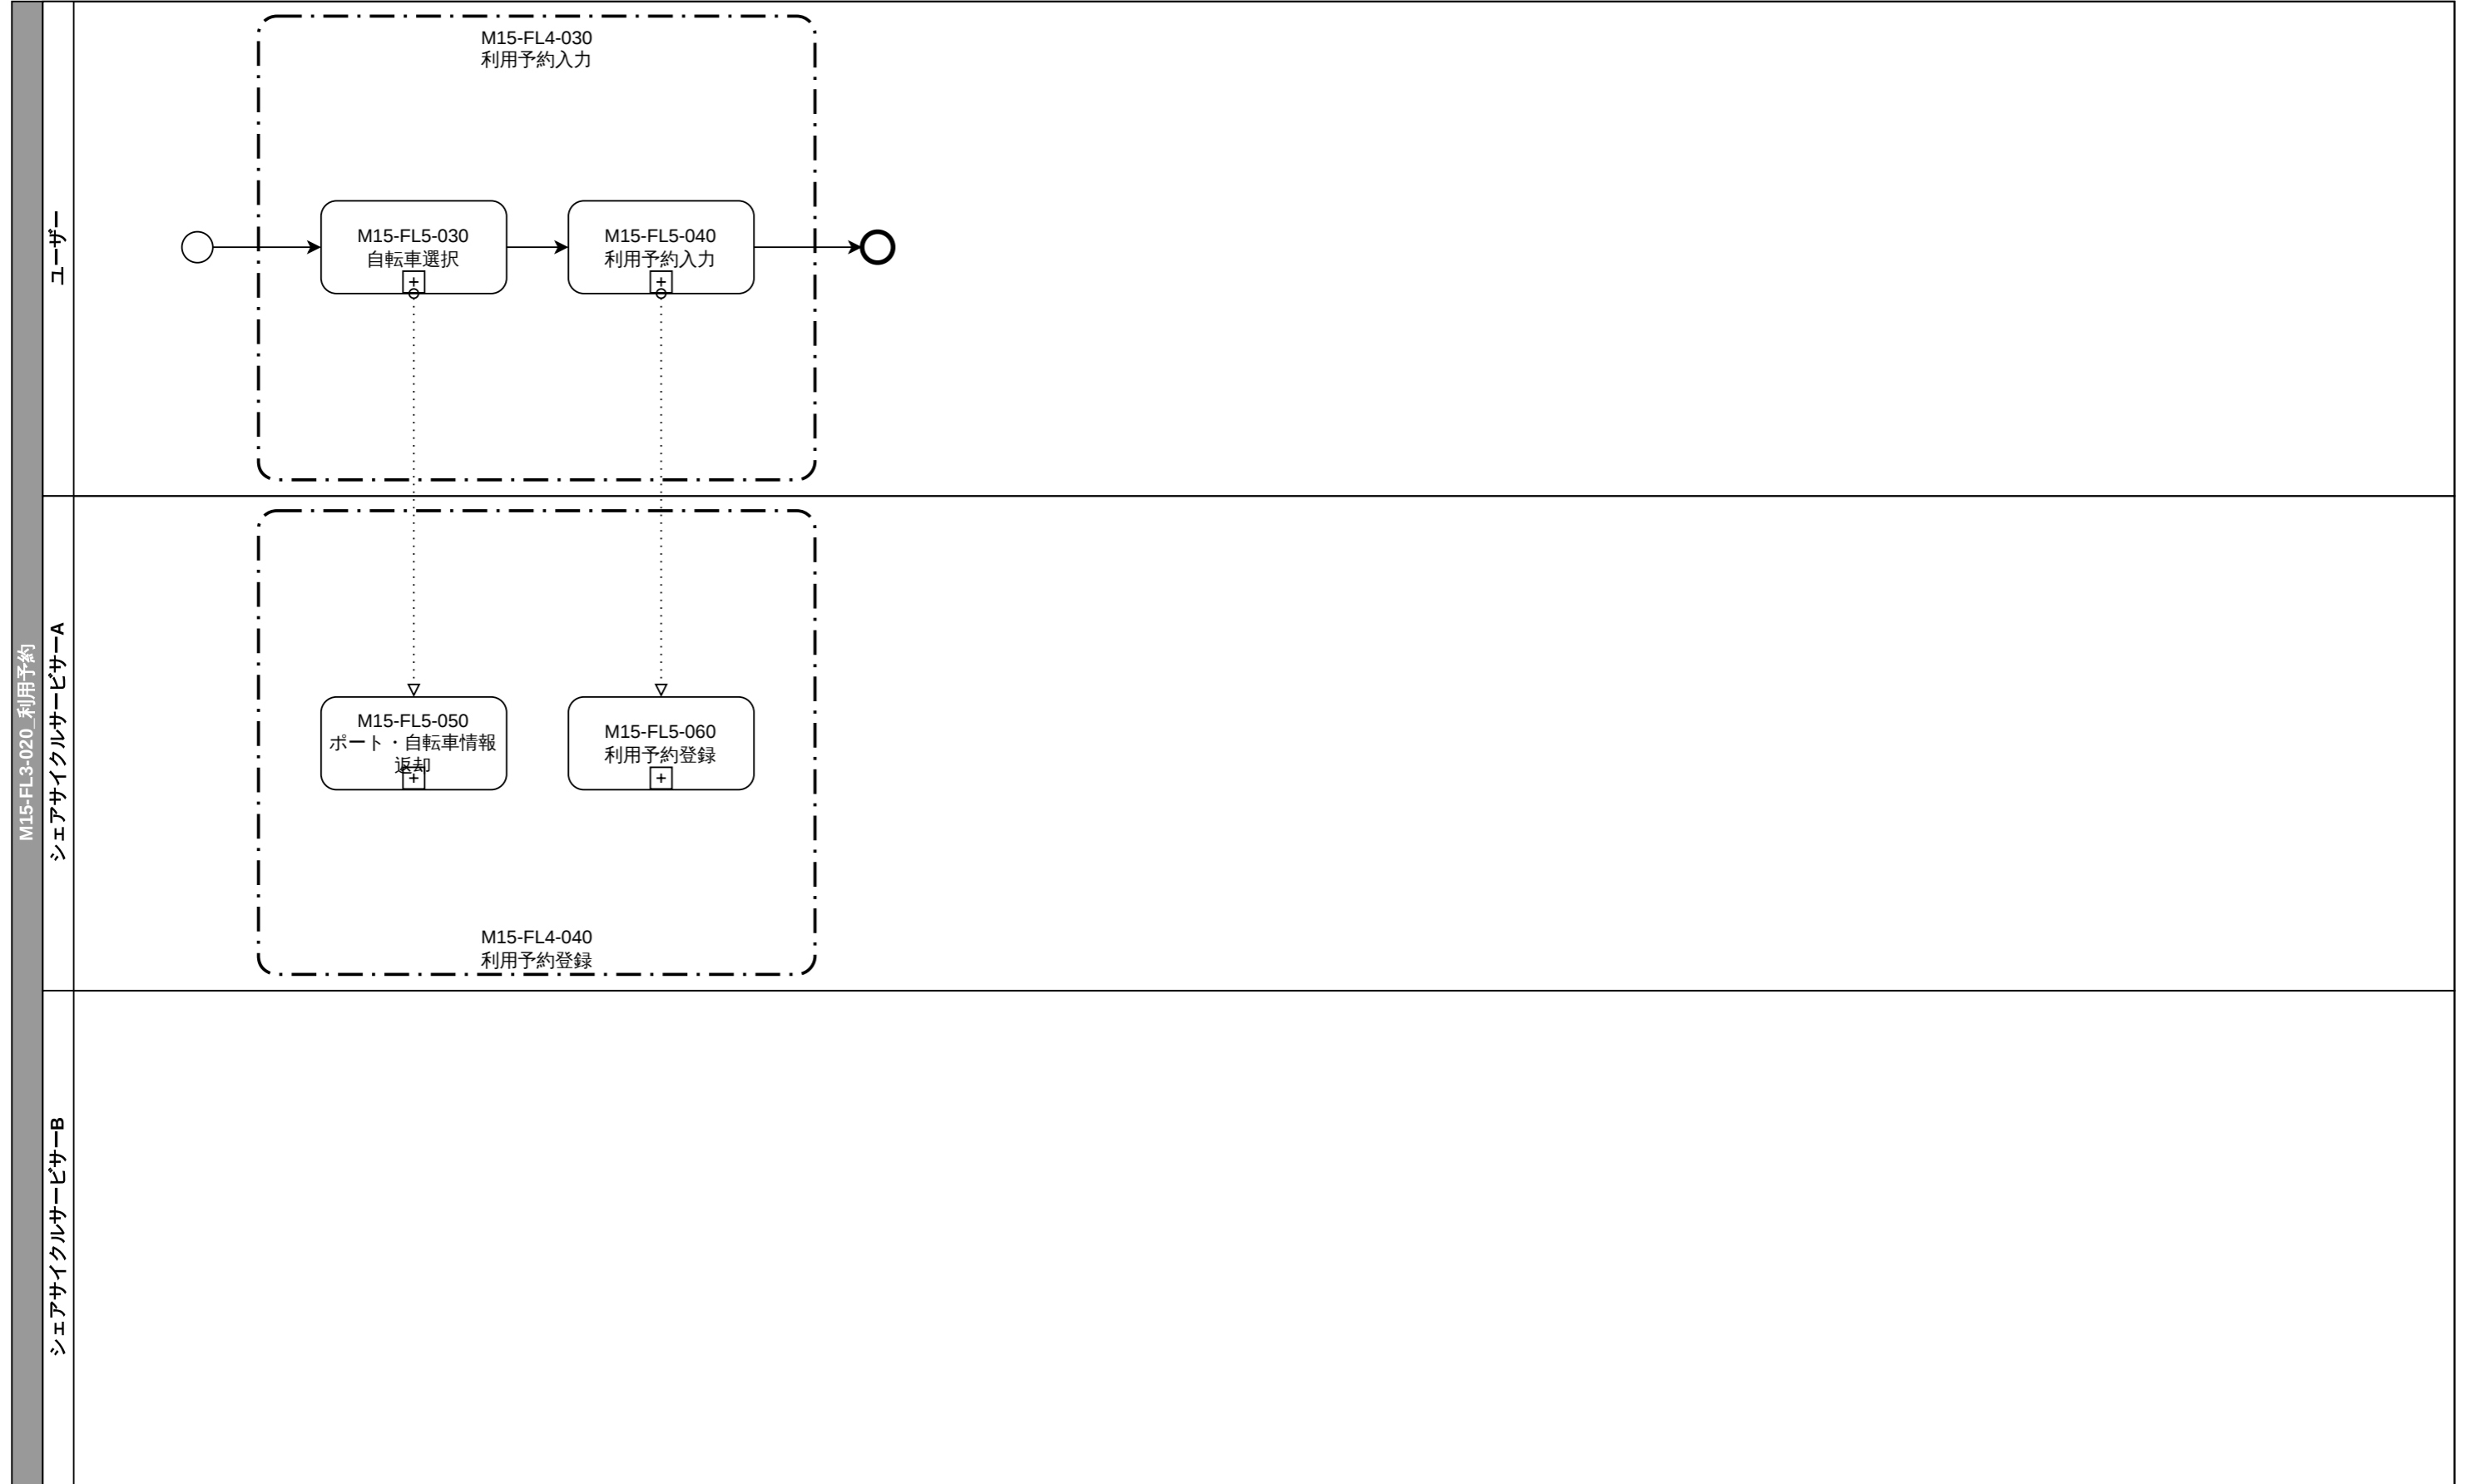 M15-FL3-020_利用予約
ユーザー
M15-FL4-030
利用予約入力
M15-FL5-030
自転車選択
M15-FL5-040
利用予約入力
シェアサイクルサービサーA
M15-FL5-050
ポート・自転車情報
返却
M15-FL5-060
利用予約登録
M15-FL4-040
利用予約登録
シェアサイクルサービサーB